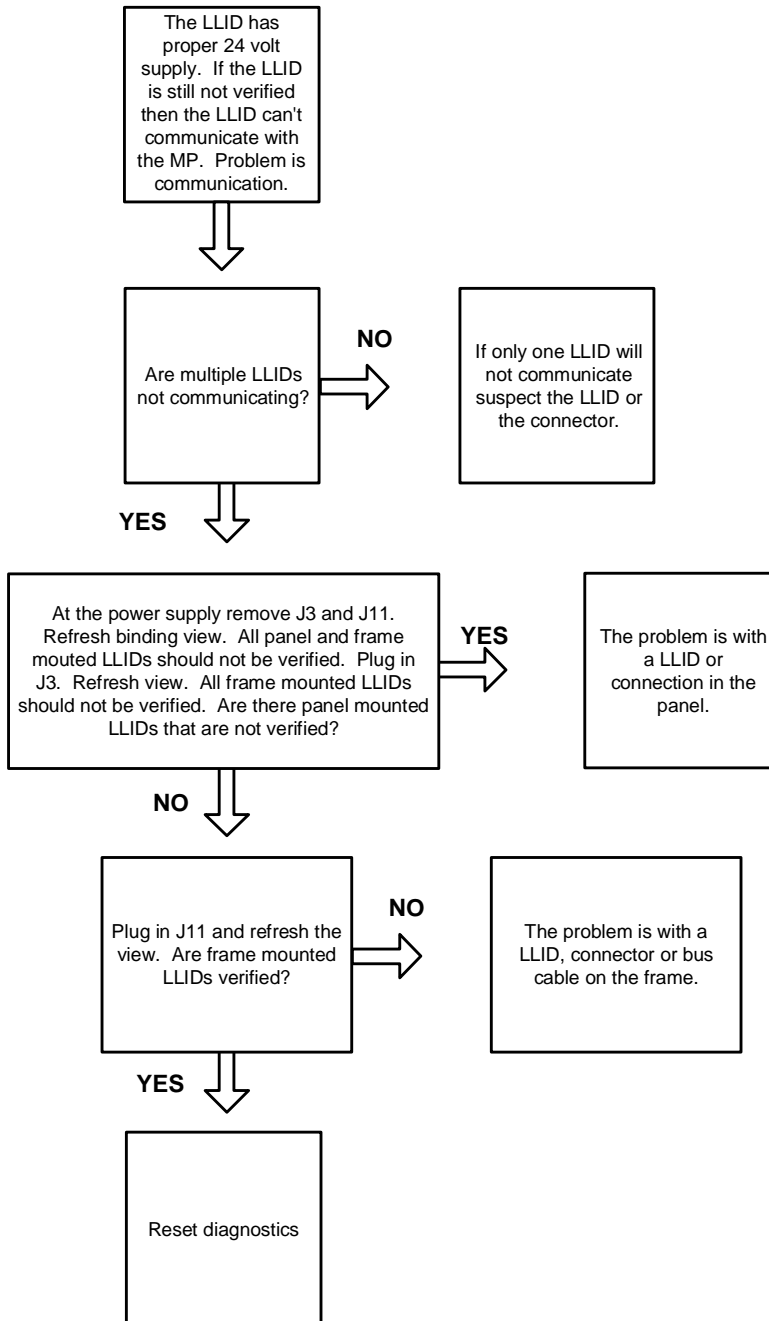 The LLID has
proper 24 volt
supply. If the LLID
is still not verified
then the LLID can't
communicate with
the MP. Problem is
communication.
Are multiple LLIDs
not communicating?
NO
If only one LLID will
not communicate
suspect the LLID or
the connector.
YES
At the power supply remove J3 and J11.
Refresh binding view. All panel and frame
mouted LLIDs should not be verified. Plug in
J3. Refresh view. All frame mounted LLIDs
should not be verified. Are there panel mounted
LLIDs that are not verified?
YES
The problem is with
a LLID or
connection in the
panel.
NO
Plug in J11 and refresh the
view. Are frame mounted
LLIDs verified?
NO
The problem is with a
LLID, connector or bus
cable on the frame.
YES
Reset diagnostics